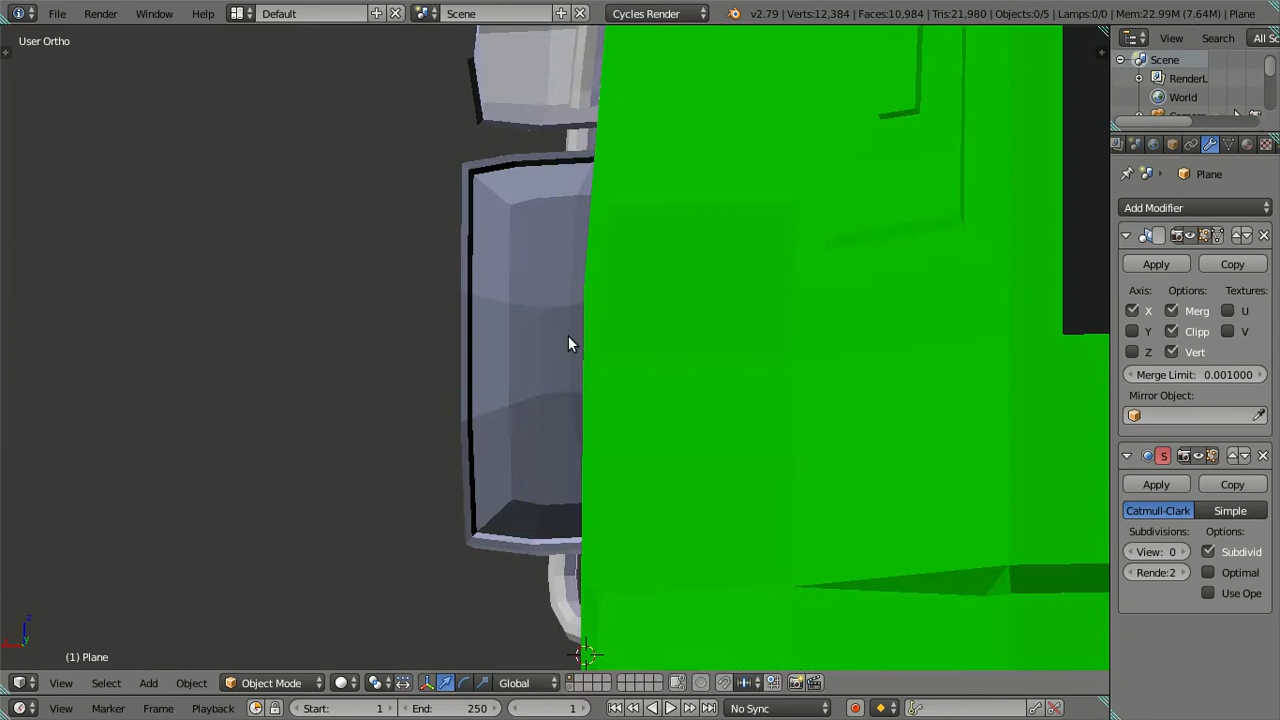 File Render Window Help Default Scene Cycles Render v2.79 | Verts:12,384 | Faces:10,984 | Tris:21,980 | Objects:0/5 | Lamps:0/0 | Mem:22.99M (7.64M) | Plane
User Ortho
View Search All Sc
Scene
RenderL
World
Plane
Add Modifier
Apply Copy
Axis: Options: Textures:
X Merg U
Y Clipp V
Z Vert
Merge Limit: 0.001000
Mirror Object:
S
Apply Copy
Catmull-Clark Simple
Subdivisions: Options:
View: 0 Subdivid
Rende:2 Optimal
Use Ope
z
x y
(1) Plane
View Select Add Object Object Mode Global
View Marker Frame Playback Start: 1 End: 250 1 No Sync